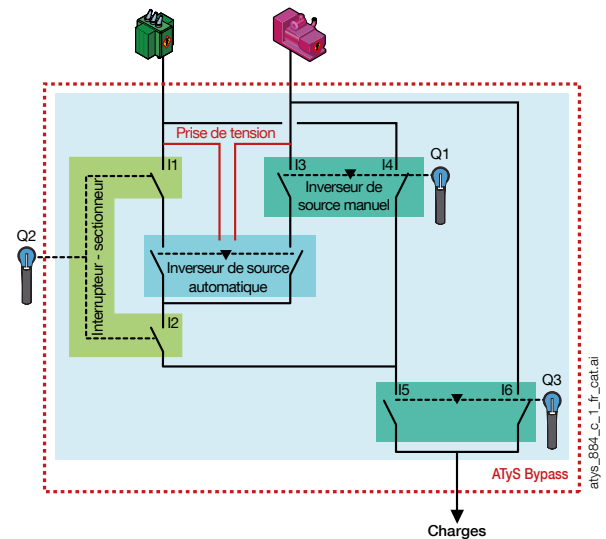 Prise de tension
I1
I3
I4
Q1
Inverseur de
source manuel
Q2
Interrupteur - sectionneur
Inverseur de source
automatique
I2
I5
I6
Q3
ATyS Bypass
Charges
atys_884_c_1_fr_cat.ai